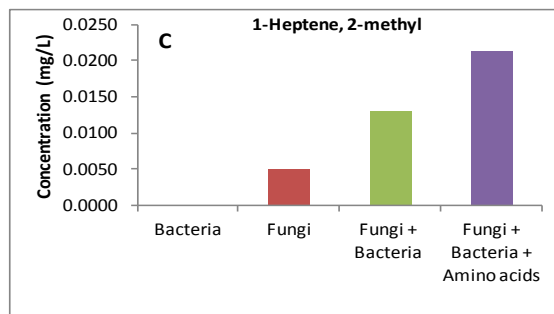 C
1-Heptene, 2-methyl
Concentration (mg/L)
0.0250
0.0200
0.0150
0.0100
0.0050
0.0000
Bacteria
Fungi
Fungi +
Bacteria
Fungi +
Bacteria +
Amino acids